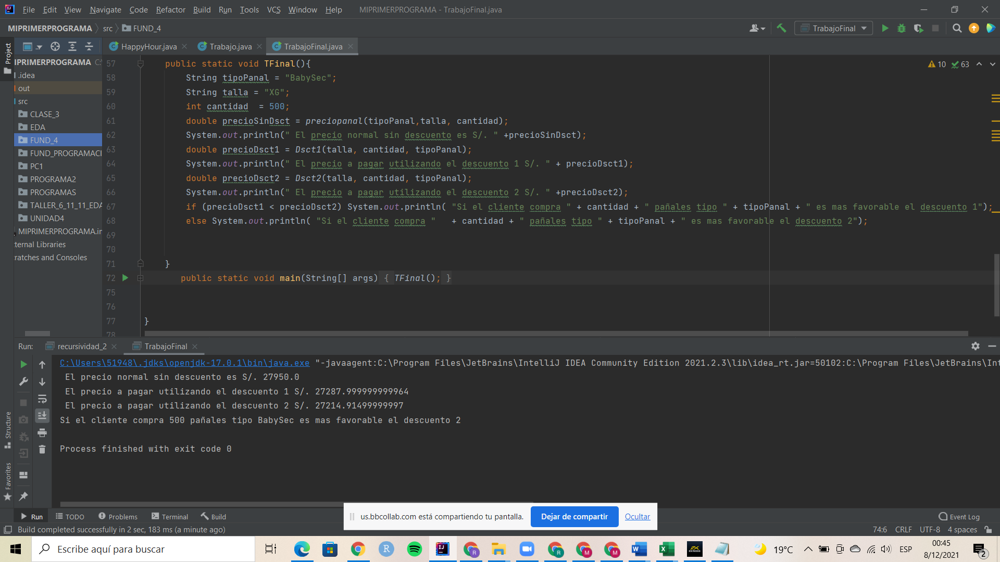 File Edit View Navigate Code Refactor Build Run Tools VCS Window Help MIPRIMERPROGRAMA - TrabajoFinal.java
MIPRIMERPROGRAMA src FUND_4 TrabajoFinal
Project
HappyHour.java Trabajo.java TrabajoFinal.java
IPRIMERPROGRAMA C:\
.idea
out
src
CLASE_3
EDA
FUND_4
FUND_PROGRAMACI
PC1
PROGRAMA2
PROGRAMAS
TALLER_6_11_11_EDA
UNIDAD4
MIPRIMERPROGRAMA.im
ternal Libraries
ratches and Consoles
10 63
57 public static void TFinal(){
58 String tipoPanal = "BabySec";
59 String talla = "XG";
60 int cantidad  = 500;
61 double precioSinDsct = preciopanal(tipoPanal,talla, cantidad);
62 System.out.println(" El precio normal sin descuento es S/. " +precioSinDsct);
63 double precioDsct1 = Dsct1(talla, cantidad, tipoPanal);
64 System.out.println(" El precio a pagar utilizando el descuento 1 S/. " + precioDsct1);
65 double precioDsct2 = Dsct2(talla, cantidad, tipoPanal);
66 System.out.println(" El precio a pagar utilizando el descuento 2 S/. " +precioDsct2);
67 if (precioDsct1 < precioDsct2) System.out.println( "Si el cliente compra " + cantidad + " pañales tipo " + tipoPanal + " es mas favorable el descuento 1");
68 else System.out.println( "Si el cliente compra "   + cantidad + " pañales tipo " + tipoPanal + " es mas favorable el descuento 2");
69
70
71 }
72 public static void main(String[] args) { TFinal(); }
75
76
77 }
78
Run: recursividad_2 TrabajoFinal
C:\Users\51948\.jdks\openjdk-17.0.1\bin\java.exe "-javaagent:C:\Program Files\JetBrains\IntelliJ IDEA Community Edition 2021.2.3\lib\idea_rt.jar=50102:C:\Program Files\JetBrains\Int
El precio normal sin descuento es S/. 27950.0
El precio a pagar utilizando el descuento 1 S/. 27287.999999999964
El precio a pagar utilizando el descuento 2 S/. 27214.91499999997
Si el cliente compra 500 pañales tipo BabySec es mas favorable el descuento 2
Process finished with exit code 0
Structure
Favorites
us.bbcollab.com está compartiendo tu pantalla. Dejar de compartir Ocultar
Run TODO Problems Terminal Build Event Log
Build completed successfully in 2 sec, 183 ms (a minute ago) 74:6 CRLF UTF-8 4 spaces
Escribe aquí para buscar 19°C ESP
00:45
8/12/2021
2